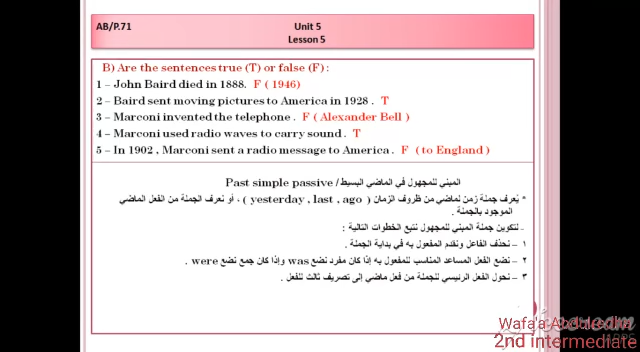 AB/P.71
Unit 5
Lesson 5
B) Are the sentences true (T) or false (F) :
1 – John Baird died in 1888. F ( 1946)
2 – Baird sent moving pictures to America in 1928 . T
3 – Marconi invented the telephone . F ( Alexander Bell )
4 – Marconi used radio waves to carry sound . T
5 – In 1902 , Marconi sent a radio message to America . F (to England )
المبني للمجهول في الماضي البسيط / Past simple passive
* يُعرف جملة زمن لماضي من ظروف الزمان ( yesterday , last , ago ) ، أو نعرف الجملة من الفعل الماضي
الموجود بالجملة .
- لتكوين جملة المبني للمجهول نتبع الخطوات التالية :
١ – نحذف الفاعل ونقدم المفعول به في بداية الجملة .
٢ – نضع الفعل المساعد المناسب للمفعول به إذا كان مفرد نضع was وإذا كان جمع نضع were .
٣ – نحول الفعل الرئيسي للجملة من فعل ماضي إلى تصريف ثالث للفعل .
2nd intermediate